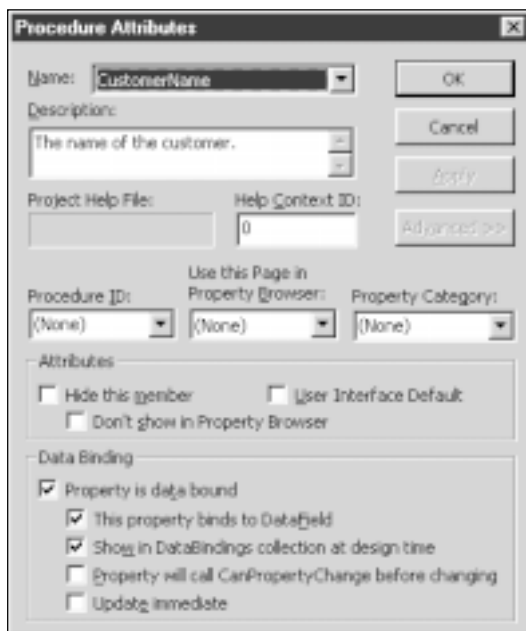 Procedure Attributes
Name: CustomerName
OK
Description:
The name of the customer.
Cancel
Apply
Project Help File: Help Context ID:
0
Advanced >>
Procedure ID: Use this Page in Property Browser: Property Category:
(None) (None) (None)
Attributes
Hide this member User Interface Default
Don't show in Property Browser
Data Binding
Property is data bound
This property binds to DataField
Show in DataBindings collection at design time
Property will call CanPropertyChange before changing
Update immediate